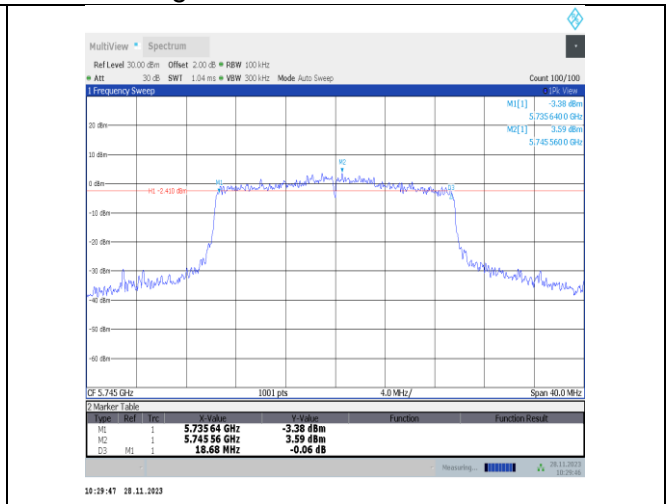 MultiView Spectrum
Ref Level 30.00 dBm Offset 2.00 dB RBW 100 kHz
Att 30 dB SWT 1.04 ms VBW 300 kHz Mode Auto Sweep Count 100/100
1 Frequency Sweep 1Pk View
M1[1] -3.38 dBm
5.735 640 0 GHz
20 dBm
M2[1] 3.59 dBm
5.745 560 0 GHz
10 dBm
M2
0 dBm
M1
D3
H1 -2.410 dBm
-10 dBm
-20 dBm
-30 dBm
-40 dBm
-50 dBm
-60 dBm
CF 5.745 GHz 1001 pts 4.0 MHz/ Span 40.0 MHz
2 Marker Table
Type Ref Trc X-Value Y-Value Function Function Result
M1 1 5.735 64 GHz -3.38 dBm
M2 1 5.745 56 GHz 3.59 dBm
D3 M1 1 18.68 MHz -0.06 dB
Measuring... 28.11.2023
10:29:46
10:29:47 28.11.2023